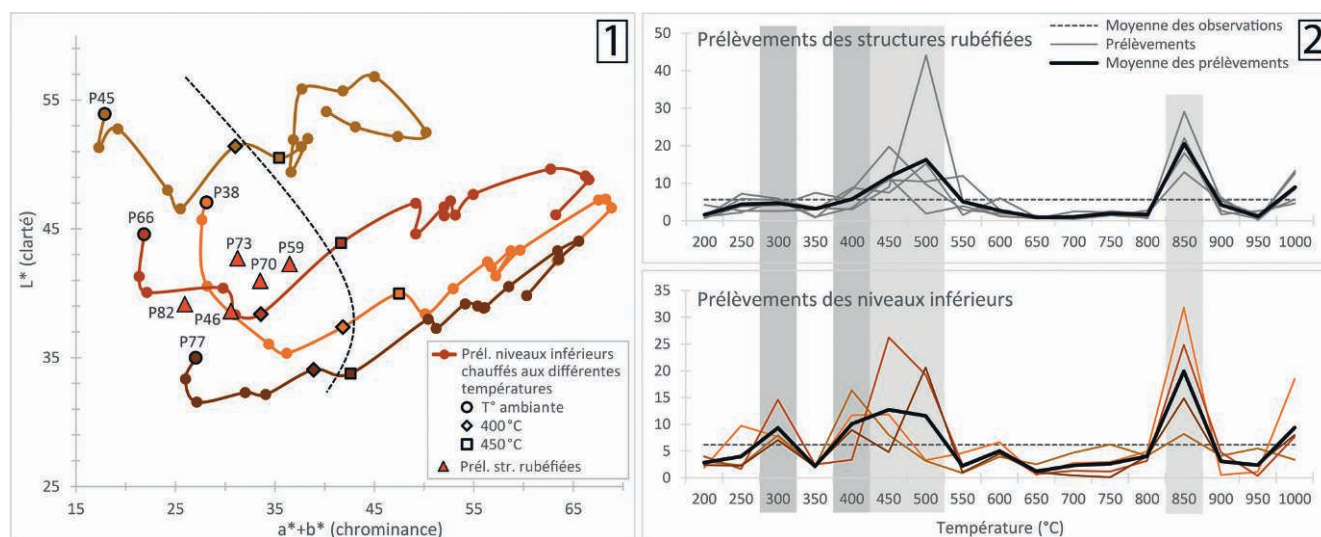 1
55
45
35
25
L* (clarté)
15
25
35
45
55
65
a*+b* (chrominance)
P45
P38
P66
P73
P59
P70
P82
P46
P77
Prél. niveaux inférieurs
chauffés aux différentes
températures
T° ambiante
400°C
450°C
Prél. str. rubéfiées
2
Prélèvements des structures rubéfiées
Moyenne des observations
Prélèvements
Moyenne des prélèvements
50
40
30
20
10
0
200 250 300 350 400 450 500 550 600 650 700 750 800 850 900 950 1000
Prélèvements des niveaux inférieurs
35
30
25
20
15
10
5
0
200 250 300 350 400 450 500 550 600 650 700 750 800 850 900 950 1000
Température (°C)